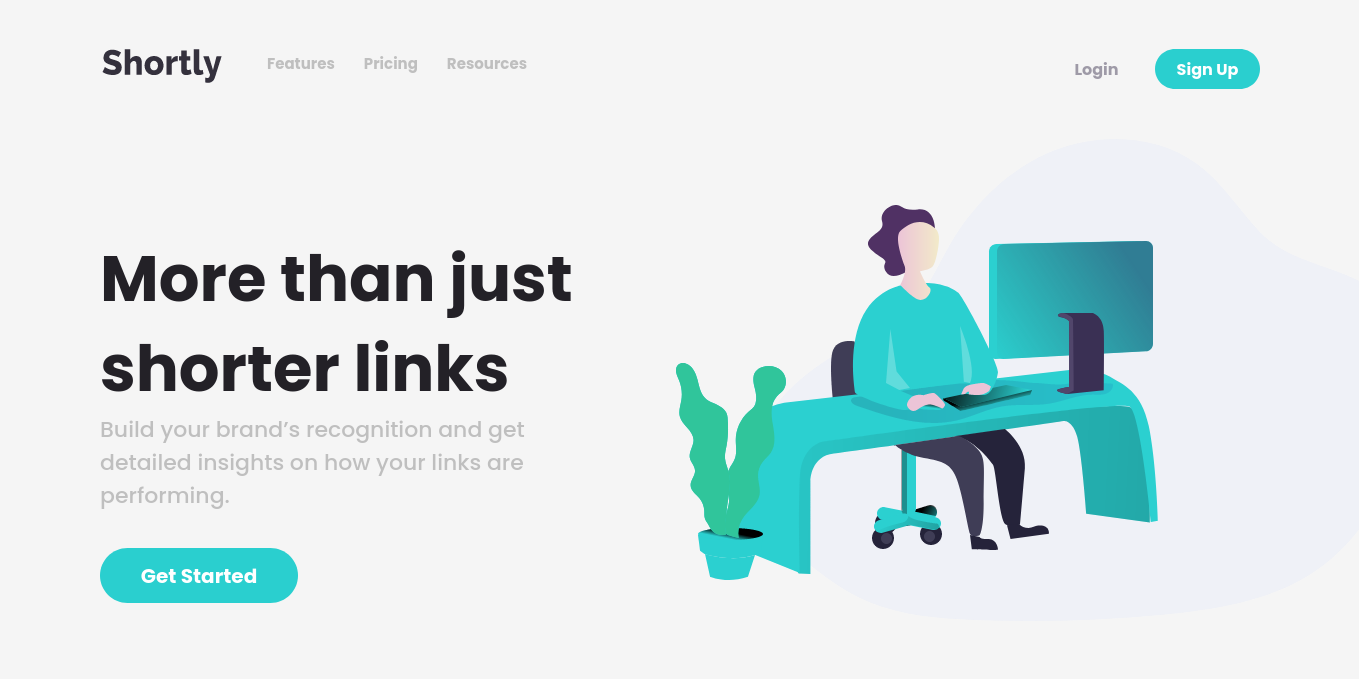 Shortly
Features Pricing Resources
Login Sign Up
More than just
shorter links
Build your brand’s recognition and get
detailed insights on how your links are
performing.
Get Started